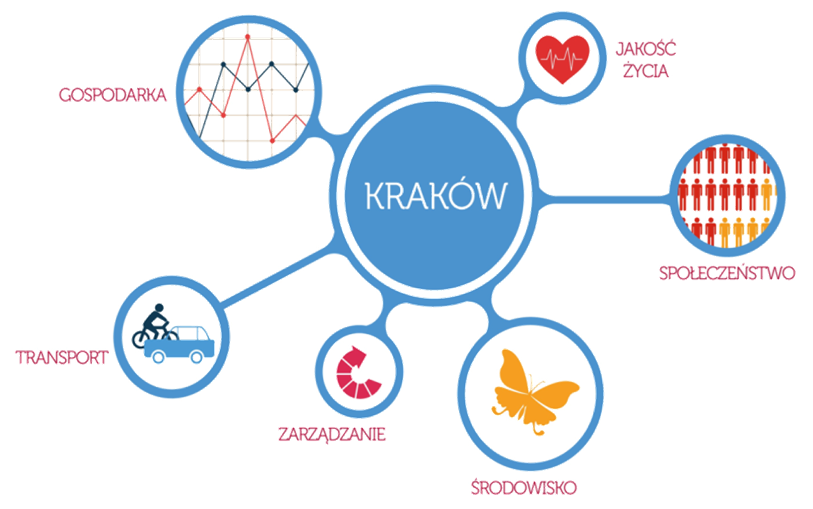 JAKOŚĆ
ŻYCIA
GOSPODARKA
KRAKÓW
SPOŁECZEŃSTWO
TRANSPORT
ZARZĄDZANIE
ŚRODOWISKO